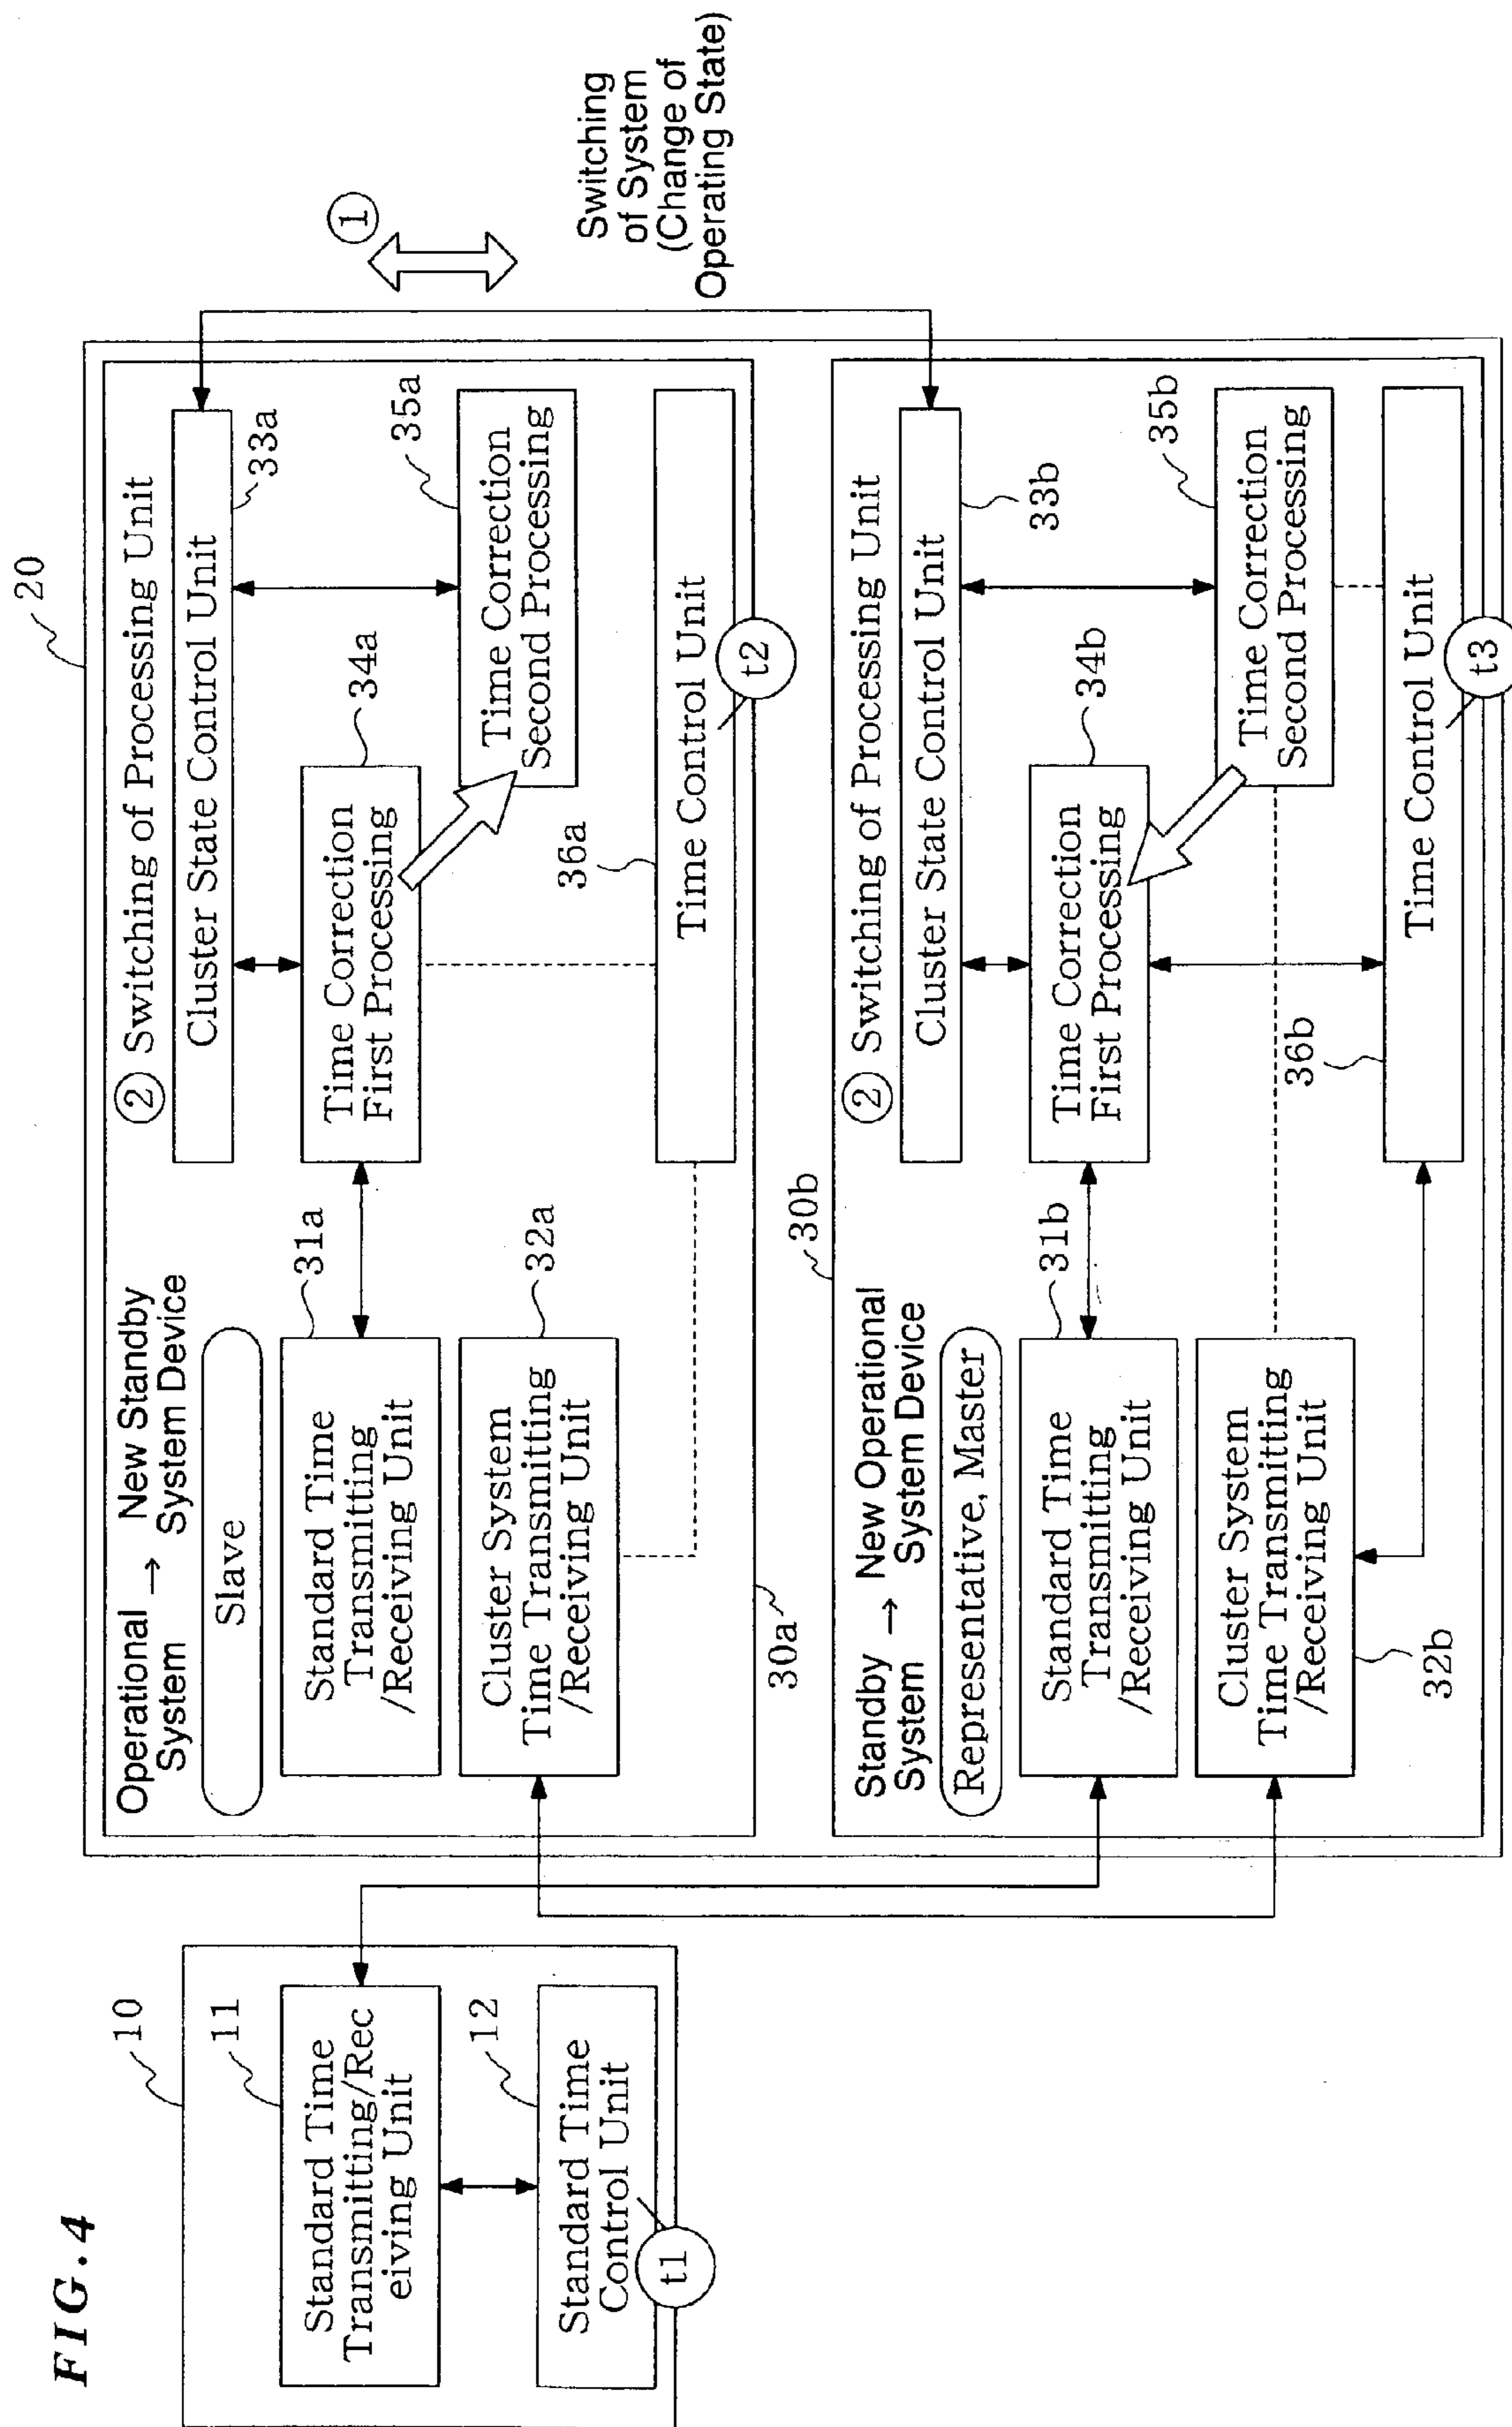 FIG.4
10
11
Standard Time
Transmitting/Rec
eiving Unit
12
Standard Time
Control Unit
t1
20
Operational → New Standby
System System Device
Slave
31a
Standard Time
Transmitting
/Receiving Unit
32a
Cluster System
Time Transmitting
/Receiving Unit
30a
② Switching of Processing Unit
Cluster State Control Unit
33a
34a
Time Correction
First Processing
35a
Time Correction
Second Processing
36a
Time Control Unit
t2
30b
Standby → New Operational
System System Device
Representative, Master
31b
Standard Time
Transmitting
/Receiving Unit
Cluster System
Time Transmitting
/Receiving Unit
32b
② Switching of Processing Unit
Cluster State Control Unit
33b
34b
Time Correction
First Processing
35b
Time Correction
Second Processing
36b
Time Control Unit
t3
①
Switching
of System
(Change of
Operating State)